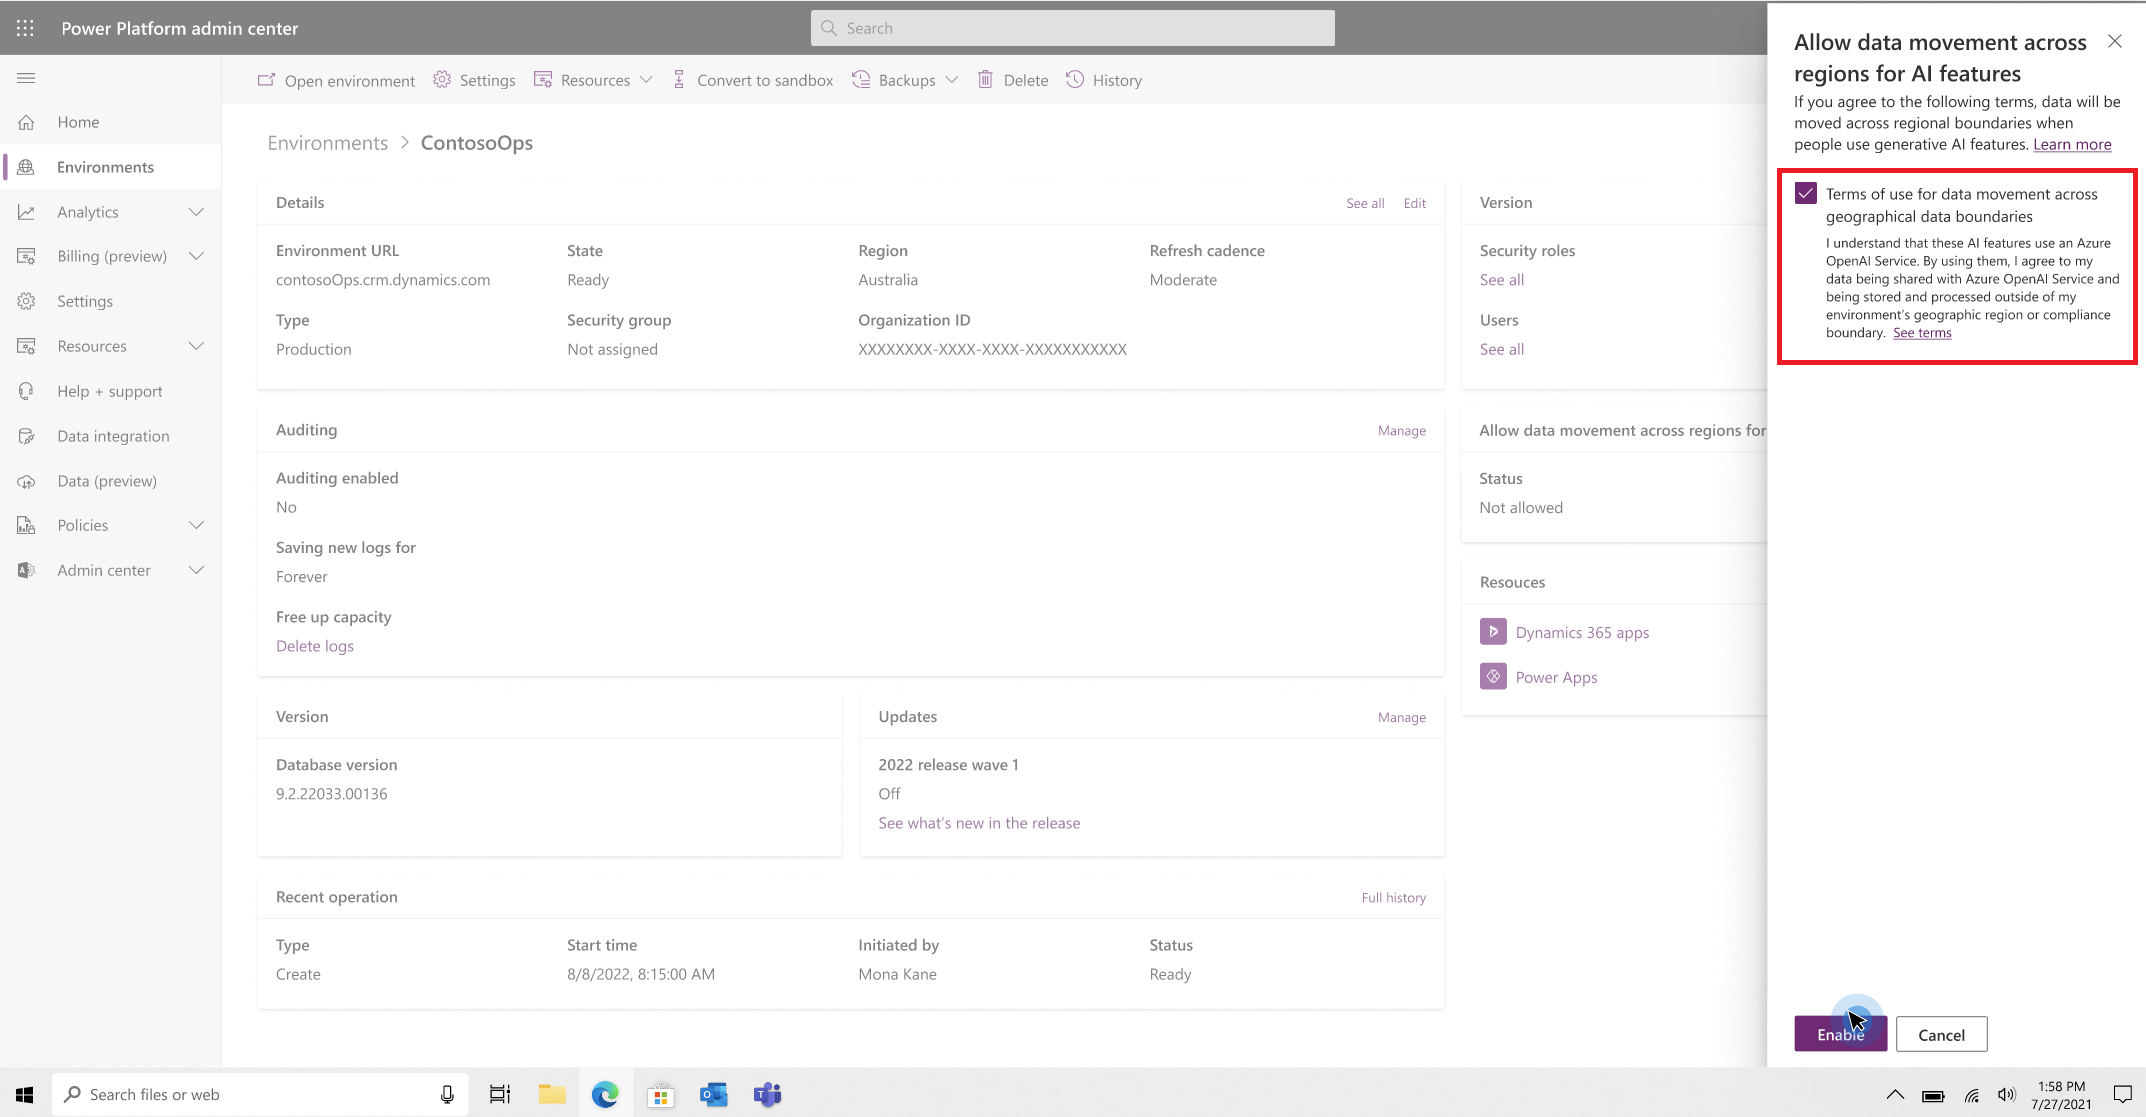 Power Platform admin center
Search
Open environment
Settings
Resources
Convert to sandbox
Backups
Delete
History
Home
Environments
Analytics
Billing (preview)
Settings
Resources
Help + support
Data integration
Data (preview)
Policies
Admin center
Environments > ContosoOps
Details
See all
Edit
Environment URL
contosoOps.crm.dynamics.com
State
Ready
Region
Australia
Refresh cadence
Moderate
Type
Production
Security group
Not assigned
Organization ID
XXXXXXXX-XXXX-XXXX-XXXXXXXXXXX
Auditing
Manage
Auditing enabled
No
Saving new logs for
Forever
Free up capacity
Delete logs
Version
Database version
9.2.22033.00136
Updates
Manage
2022 release wave 1
Off
See what's new in the release
Recent operation
Full history
Type
Create
Start time
8/8/2022, 8:15:00 AM
Initiated by
Mona Kane
Status
Ready
Version
Security roles
See all
Users
See all
Allow data movement across regions for
Status
Not allowed
Resouces
Dynamics 365 apps
Power Apps
Allow data movement across
regions for AI features
If you agree to the following terms, data will be
moved across regional boundaries when
people use generative AI features. Learn more
Terms of use for data movement across
geographical data boundaries
I understand that these AI features use an Azure
OpenAI Service. By using them, I agree to my
data being shared with Azure OpenAI Service and
being stored and processed outside of my
environment's geographic region or compliance
boundary. See terms
Enable
Cancel
Search files or web
1:58 PM
7/27/2021